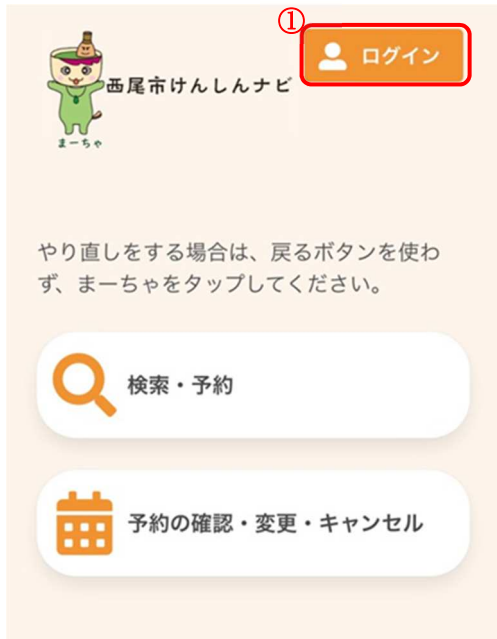 ①
ログイン
西尾市けんしんナビ
まーちゃ
やり直しをする場合は、戻るボタンを使わ
ず、まーちゃをタップしてください。
検索・予約
予約の確認・変更・キャンセル